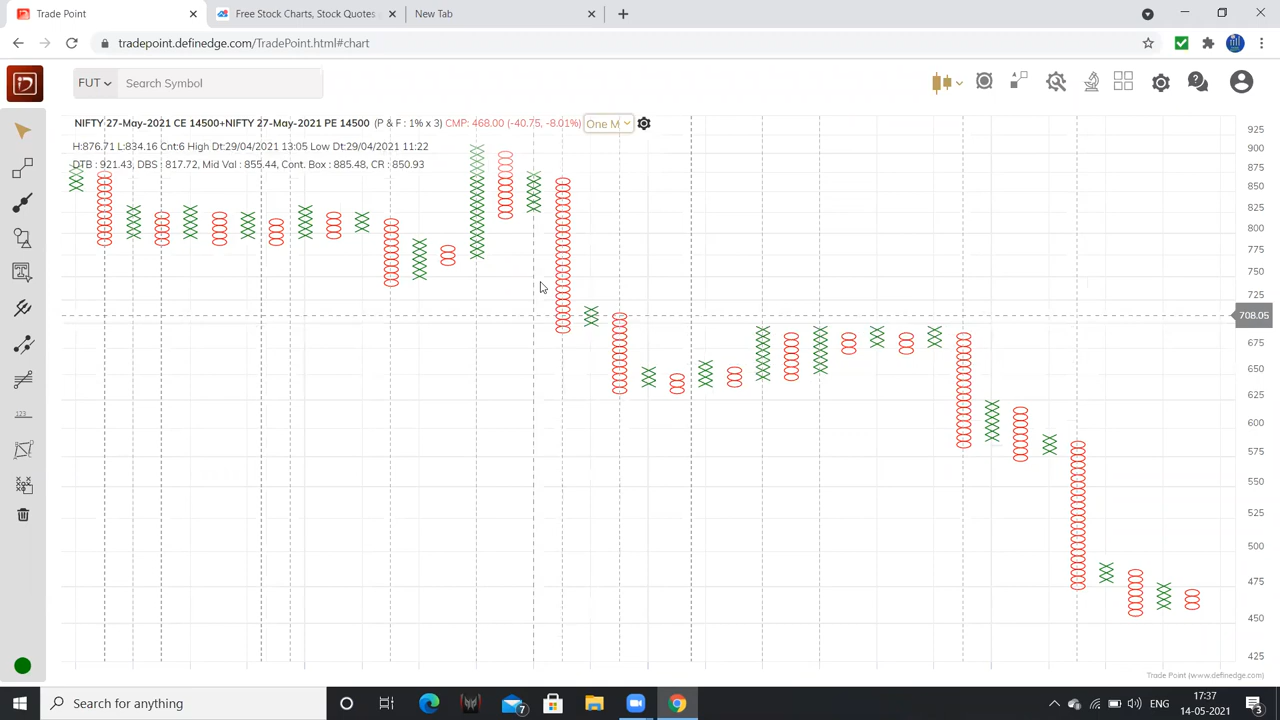 Trade Point
Free Stock Charts, Stock Quotes
New Tab
tradepoint.definedge.com/TradePoint.html#chart
FUT
Search Symbol
NIFTY 27-May-2021 CE 14500+NIFTY 27-May-2021 PE 14500 (P & F : 1% x 3) CMP: 468.00 (-40.75, -8.01%) One M
H:876.71 L:834.16 Cnt:6 High Dt:29/04/2021 13:05 Low Dt:29/04/2021 11:22
DTB : 921.43, DBS : 817.72, Mid Val : 855.44, Cont. Box : 885.48, CR : 850.93
925
900
875
850
825
800
775
750
725
708.05
675
650
625
600
575
550
525
500
475
450
425
123
Trade Point (www.definedge.com)
Search for anything
7
ENG
17:37
14-05-2021
3